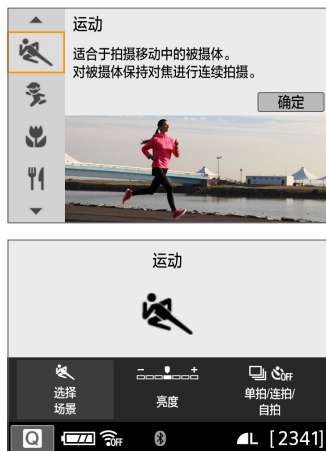 运动
适合于拍摄移动中的被摄体。
对被摄体保持对焦进行连续拍摄。
确定
运动
选择
场景
- +
亮度
OFF
单拍/连拍/
自拍
Q OFF L [2341]